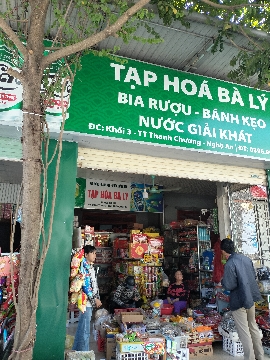 TẠP HOÁ BÀ LÝ
BIA RƯỢU - BÁNH KẸO
NƯỚC GIẢI KHÁT
ĐC: Khối 3 - TT Thanh Chương - Nghệ An
TẠP HÓA BÀ LÝ